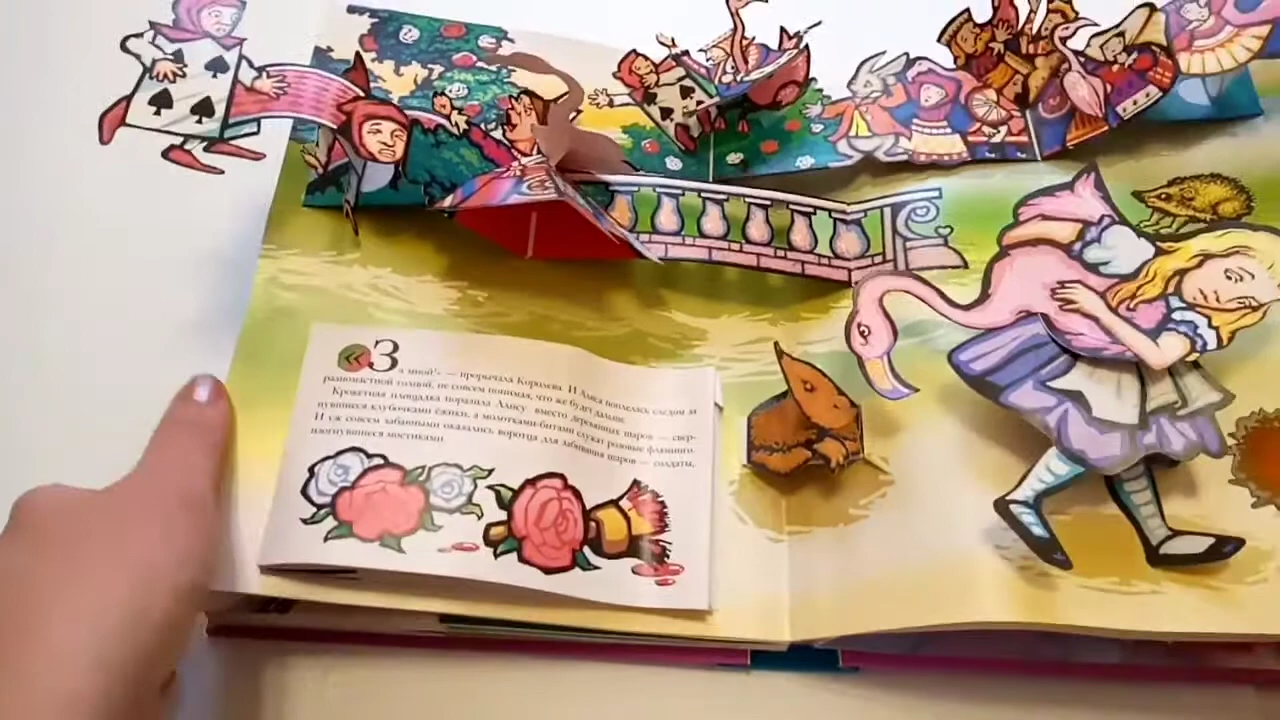 «З
а мной!» — прорычала Королева. И Алиса поплелась следом за
разномастной толпой, не совсем понимая, что же будет дальше.
Крокетная площадка поразила Алису: вместо деревянных шаров — свер-
нувшиеся клубочками ёжики, а молотками-битами служат розовые фламинго.
И уж совсем забавными оказались воротца для забивания шаров — солдаты,
изогнувшиеся мостиками.